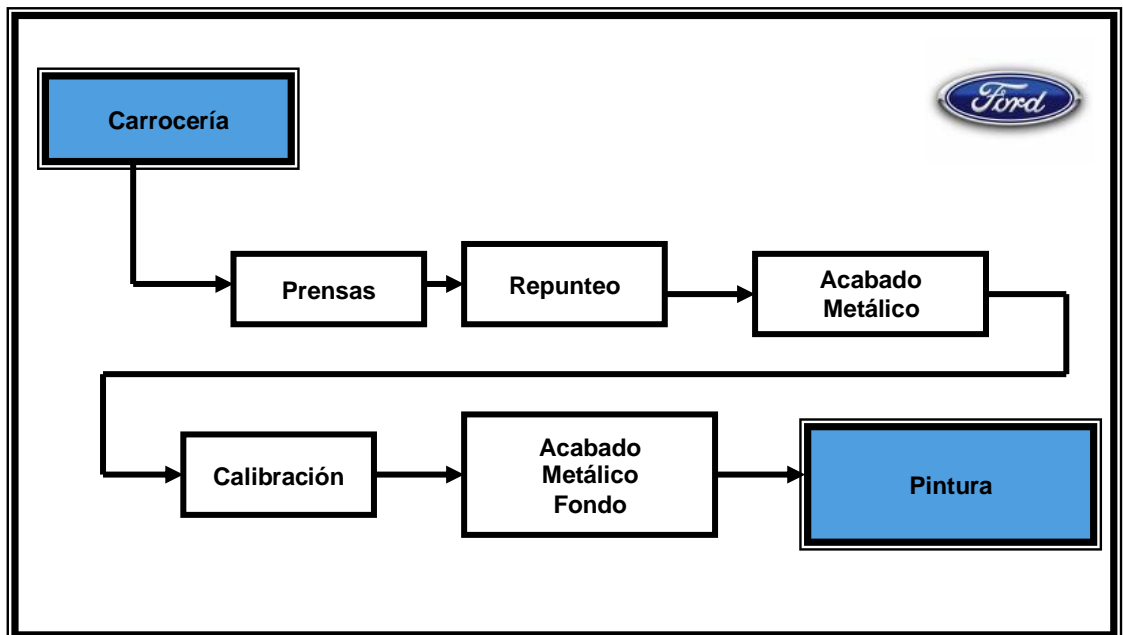 Carrocería
Ford
Prensas
Repunteo
Acabado
Metálico
Calibración
Acabado
Metálico
Fondo
Pintura